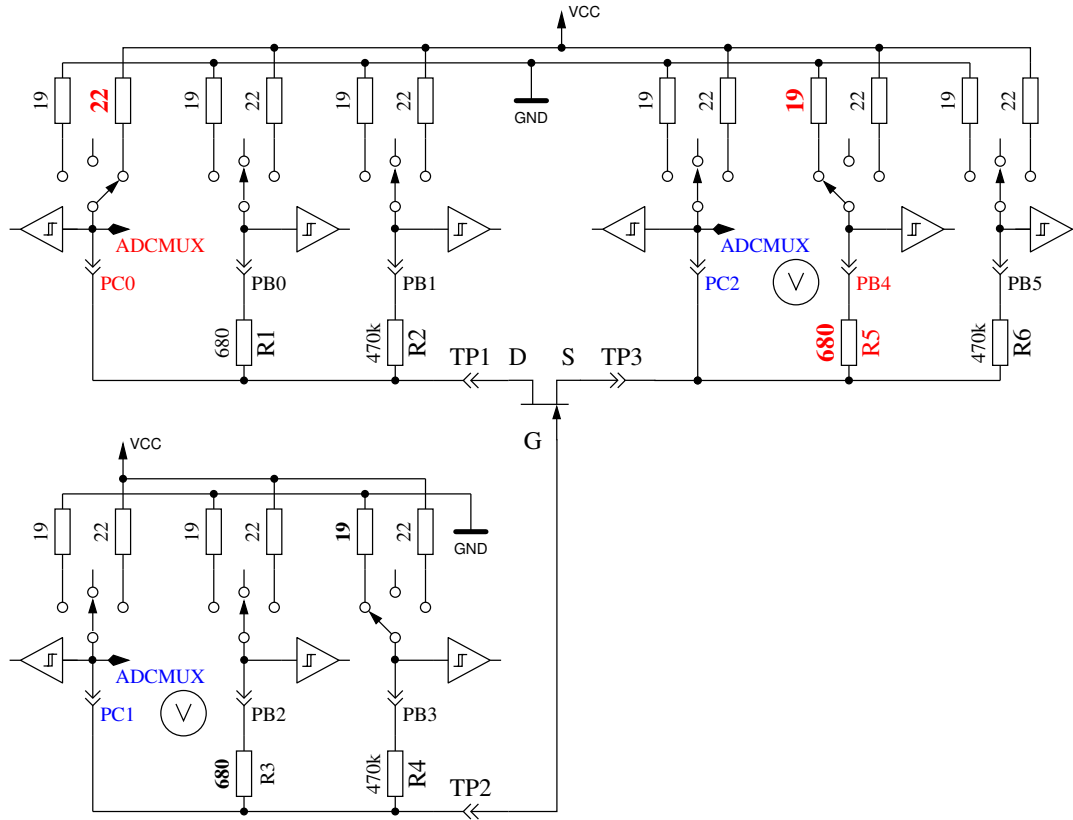 VCC
19
22
19
22
19
22
GND
19
22
19
22
19
22
ADCMUX
ADCMUX
PC0
PB0
PB1
PC2
V
PB4
PB5
680
R1
470k
R2
680
R5
470k
R6
TP1
D
S
TP3
G
VCC
19
22
19
22
19
22
GND
ADCMUX
PC1
V
PB2
PB3
680
R3
470k
R4
TP2